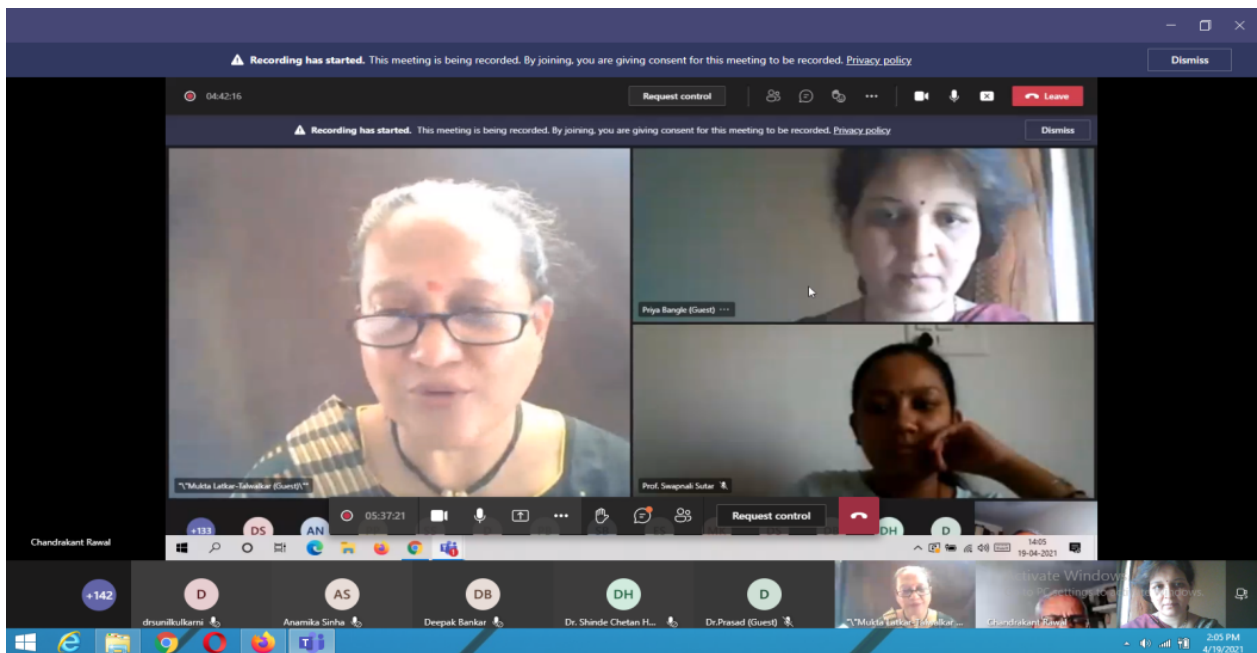 Recording has started. This meeting is being recorded. By joining, you are giving consent for this meeting to be recorded. Privacy policy
Dismiss
04:42:16
Request control
Leave
Recording has started. This meeting is being recorded. By joining, you are giving consent for this meeting to be recorded. Privacy policy
Dismiss
Priya Bangle (Guest) ···
"\"Mukta Latkar-Talwalkar (Guest)\""
Prof. Swapnali Sutar
05:37:21
Request control
+133
DS
AN
DH
D
Chandrakant Rawal
14:05
19-04-2021
+142
D
AS
DB
DH
D
drsunilkulkarni
Anamika Sinha
Deepak Bankar
Dr. Shinde Chetan H...
Dr.Prasad (Guest)
"\"Mukta Latkar-Talwalkar...
Chandrakant Rawal
Activate Windows
2:05 PM
4/19/2021